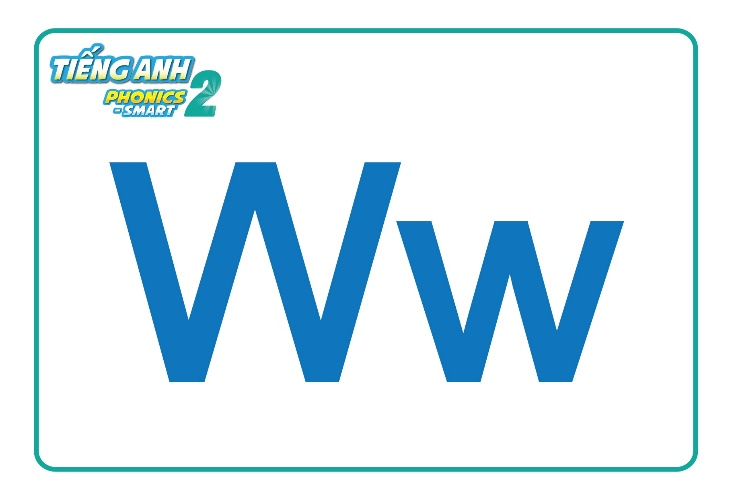 TIẾNG ANH
PHONICS 2
-SMART
Ww